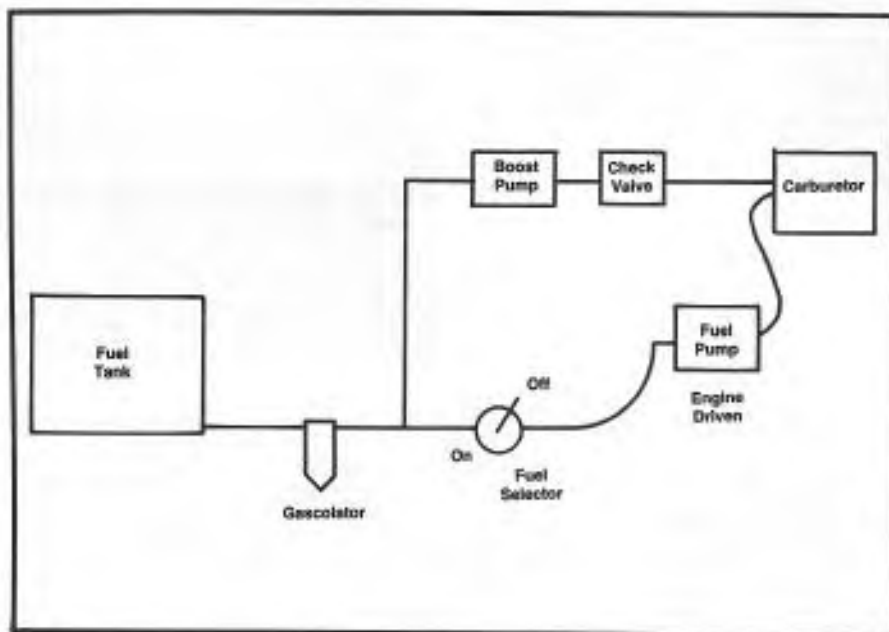 Boost
Pump
Check
Valve
Carburetor
Fuel
Tank
Fuel
Pump
Engine
Driven
Off
On
Fuel
Selector
Gascolator